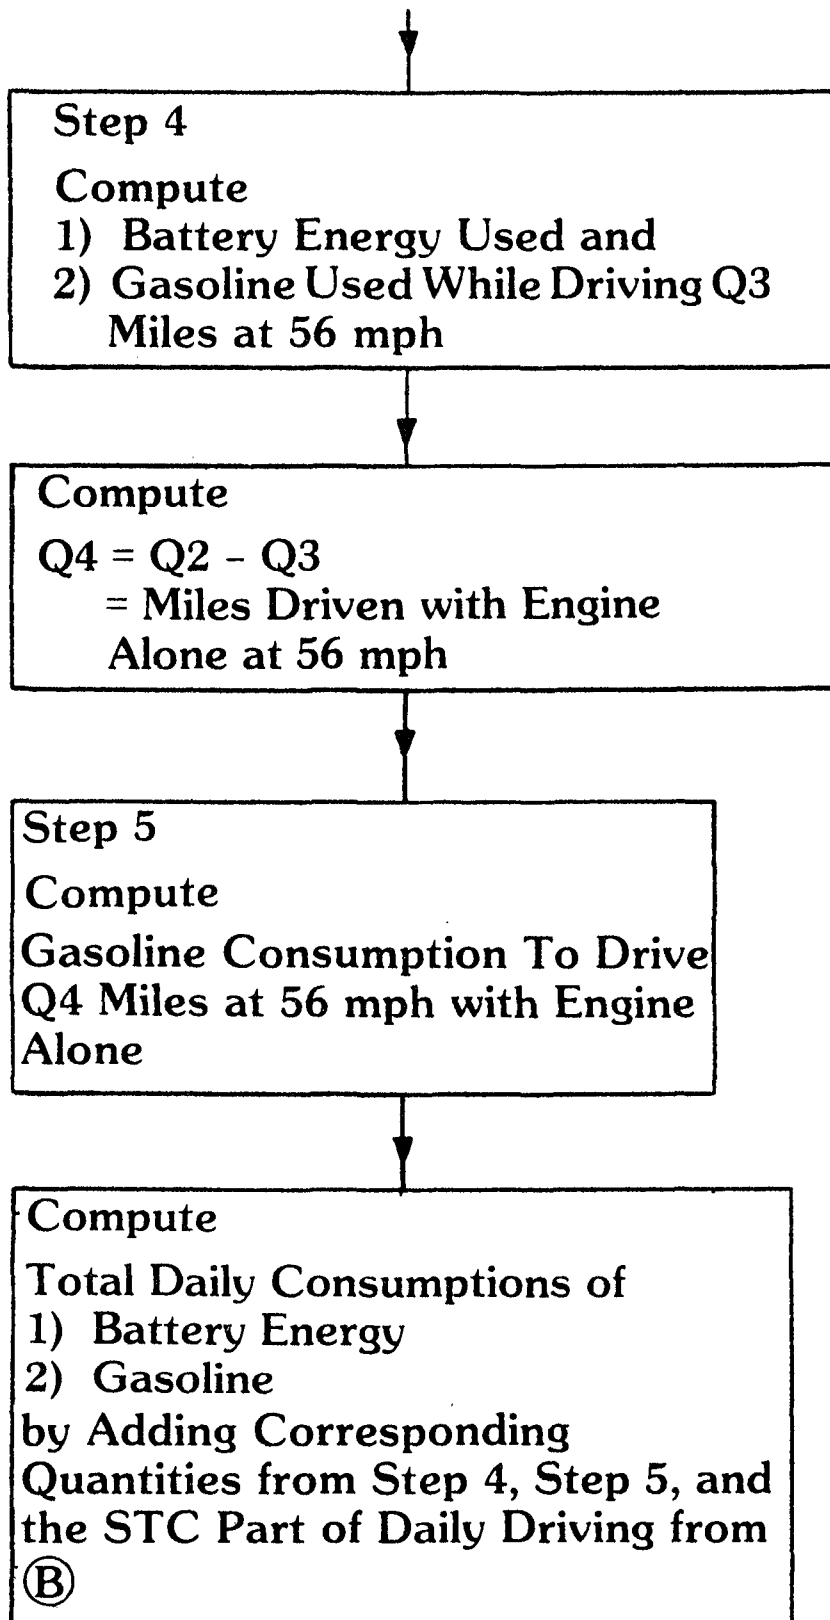 Step 4
Compute
1) Battery Energy Used and
2) Gasoline Used While Driving Q3
Miles at 56 mph
Compute
Q4 = Q2 - Q3
= Miles Driven with Engine
Alone at 56 mph
Step 5
Compute
Gasoline Consumption To Drive
Q4 Miles at 56 mph with Engine
Alone
Compute
Total Daily Consumptions of
1) Battery Energy
2) Gasoline
by Adding Corresponding
Quantities from Step 4, Step 5, and
the STC Part of Daily Driving from
Ⓑ